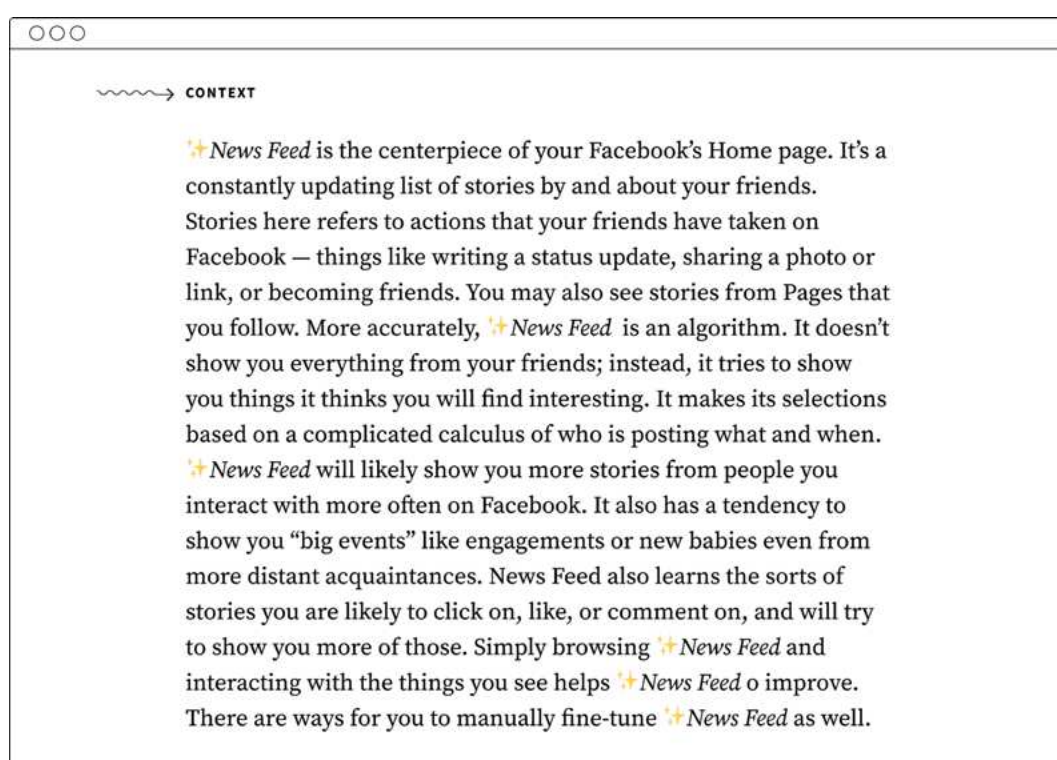 CONTEXT
✨News Feed is the centerpiece of your Facebook’s Home page. It’s a
constantly updating list of stories by and about your friends.
Stories here refers to actions that your friends have taken on
Facebook — things like writing a status update, sharing a photo or
link, or becoming friends. You may also see stories from Pages that
you follow. More accurately, ✨News Feed is an algorithm. It doesn’t
show you everything from your friends; instead, it tries to show
you things it thinks you will find interesting. It makes its selections
based on a complicated calculus of who is posting what and when.
✨News Feed will likely show you more stories from people you
interact with more often on Facebook. It also has a tendency to
show you “big events” like engagements or new babies even from
more distant acquaintances. News Feed also learns the sorts of
stories you are likely to click on, like, or comment on, and will try
to show you more of those. Simply browsing ✨News Feed and
interacting with the things you see helps ✨News Feed o improve.
There are ways for you to manually fine-tune ✨News Feed as well.